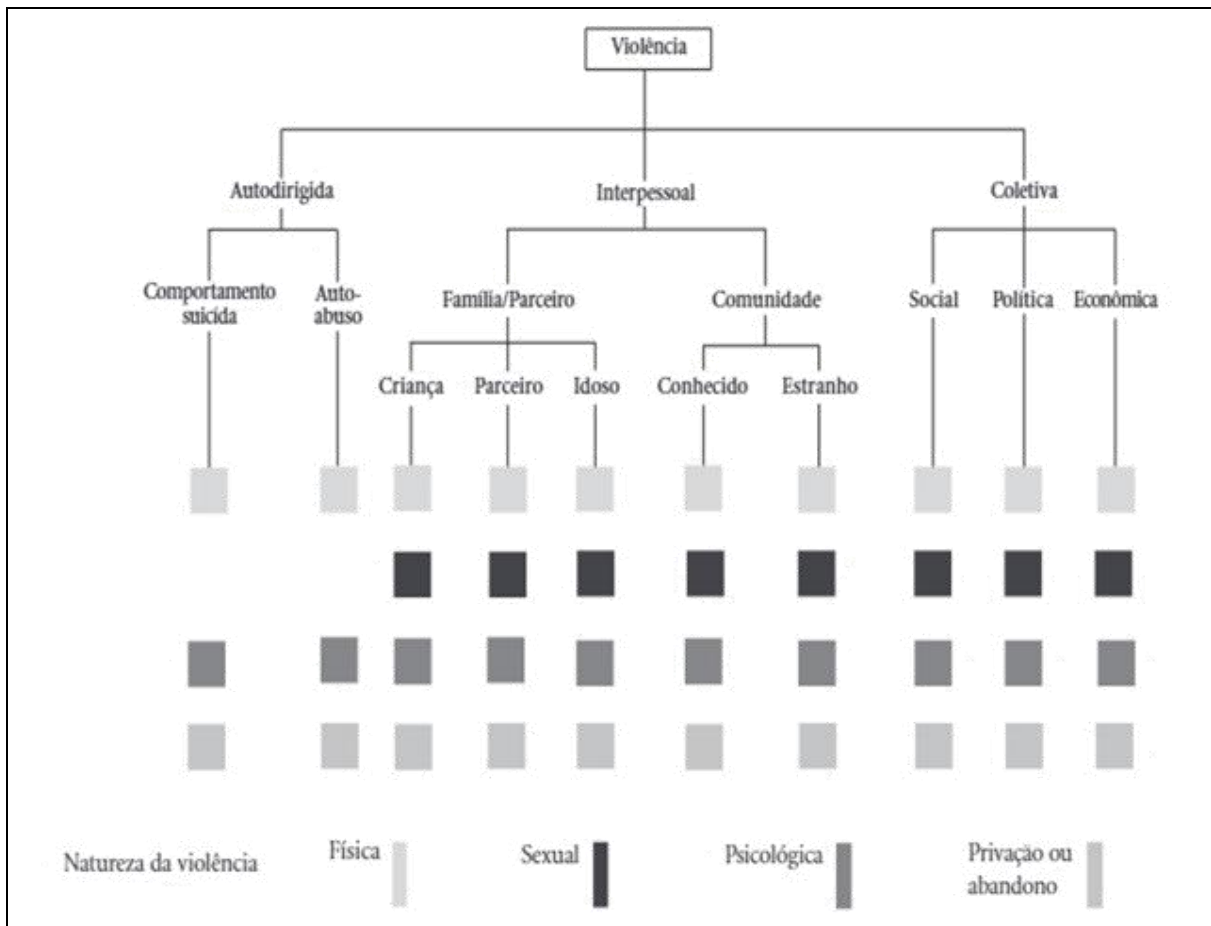 Violência
Autodirigida
Interpessoal
Coletiva
Comportamento
suicída
Auto-
abuso
Família/Parceiro
Comunidade
Social
Política
Econômica
Criança
Parceiro
Idoso
Conhecido
Estranho
Natureza da violência
Física
Sexual
Psicológica
Privação ou
abandono